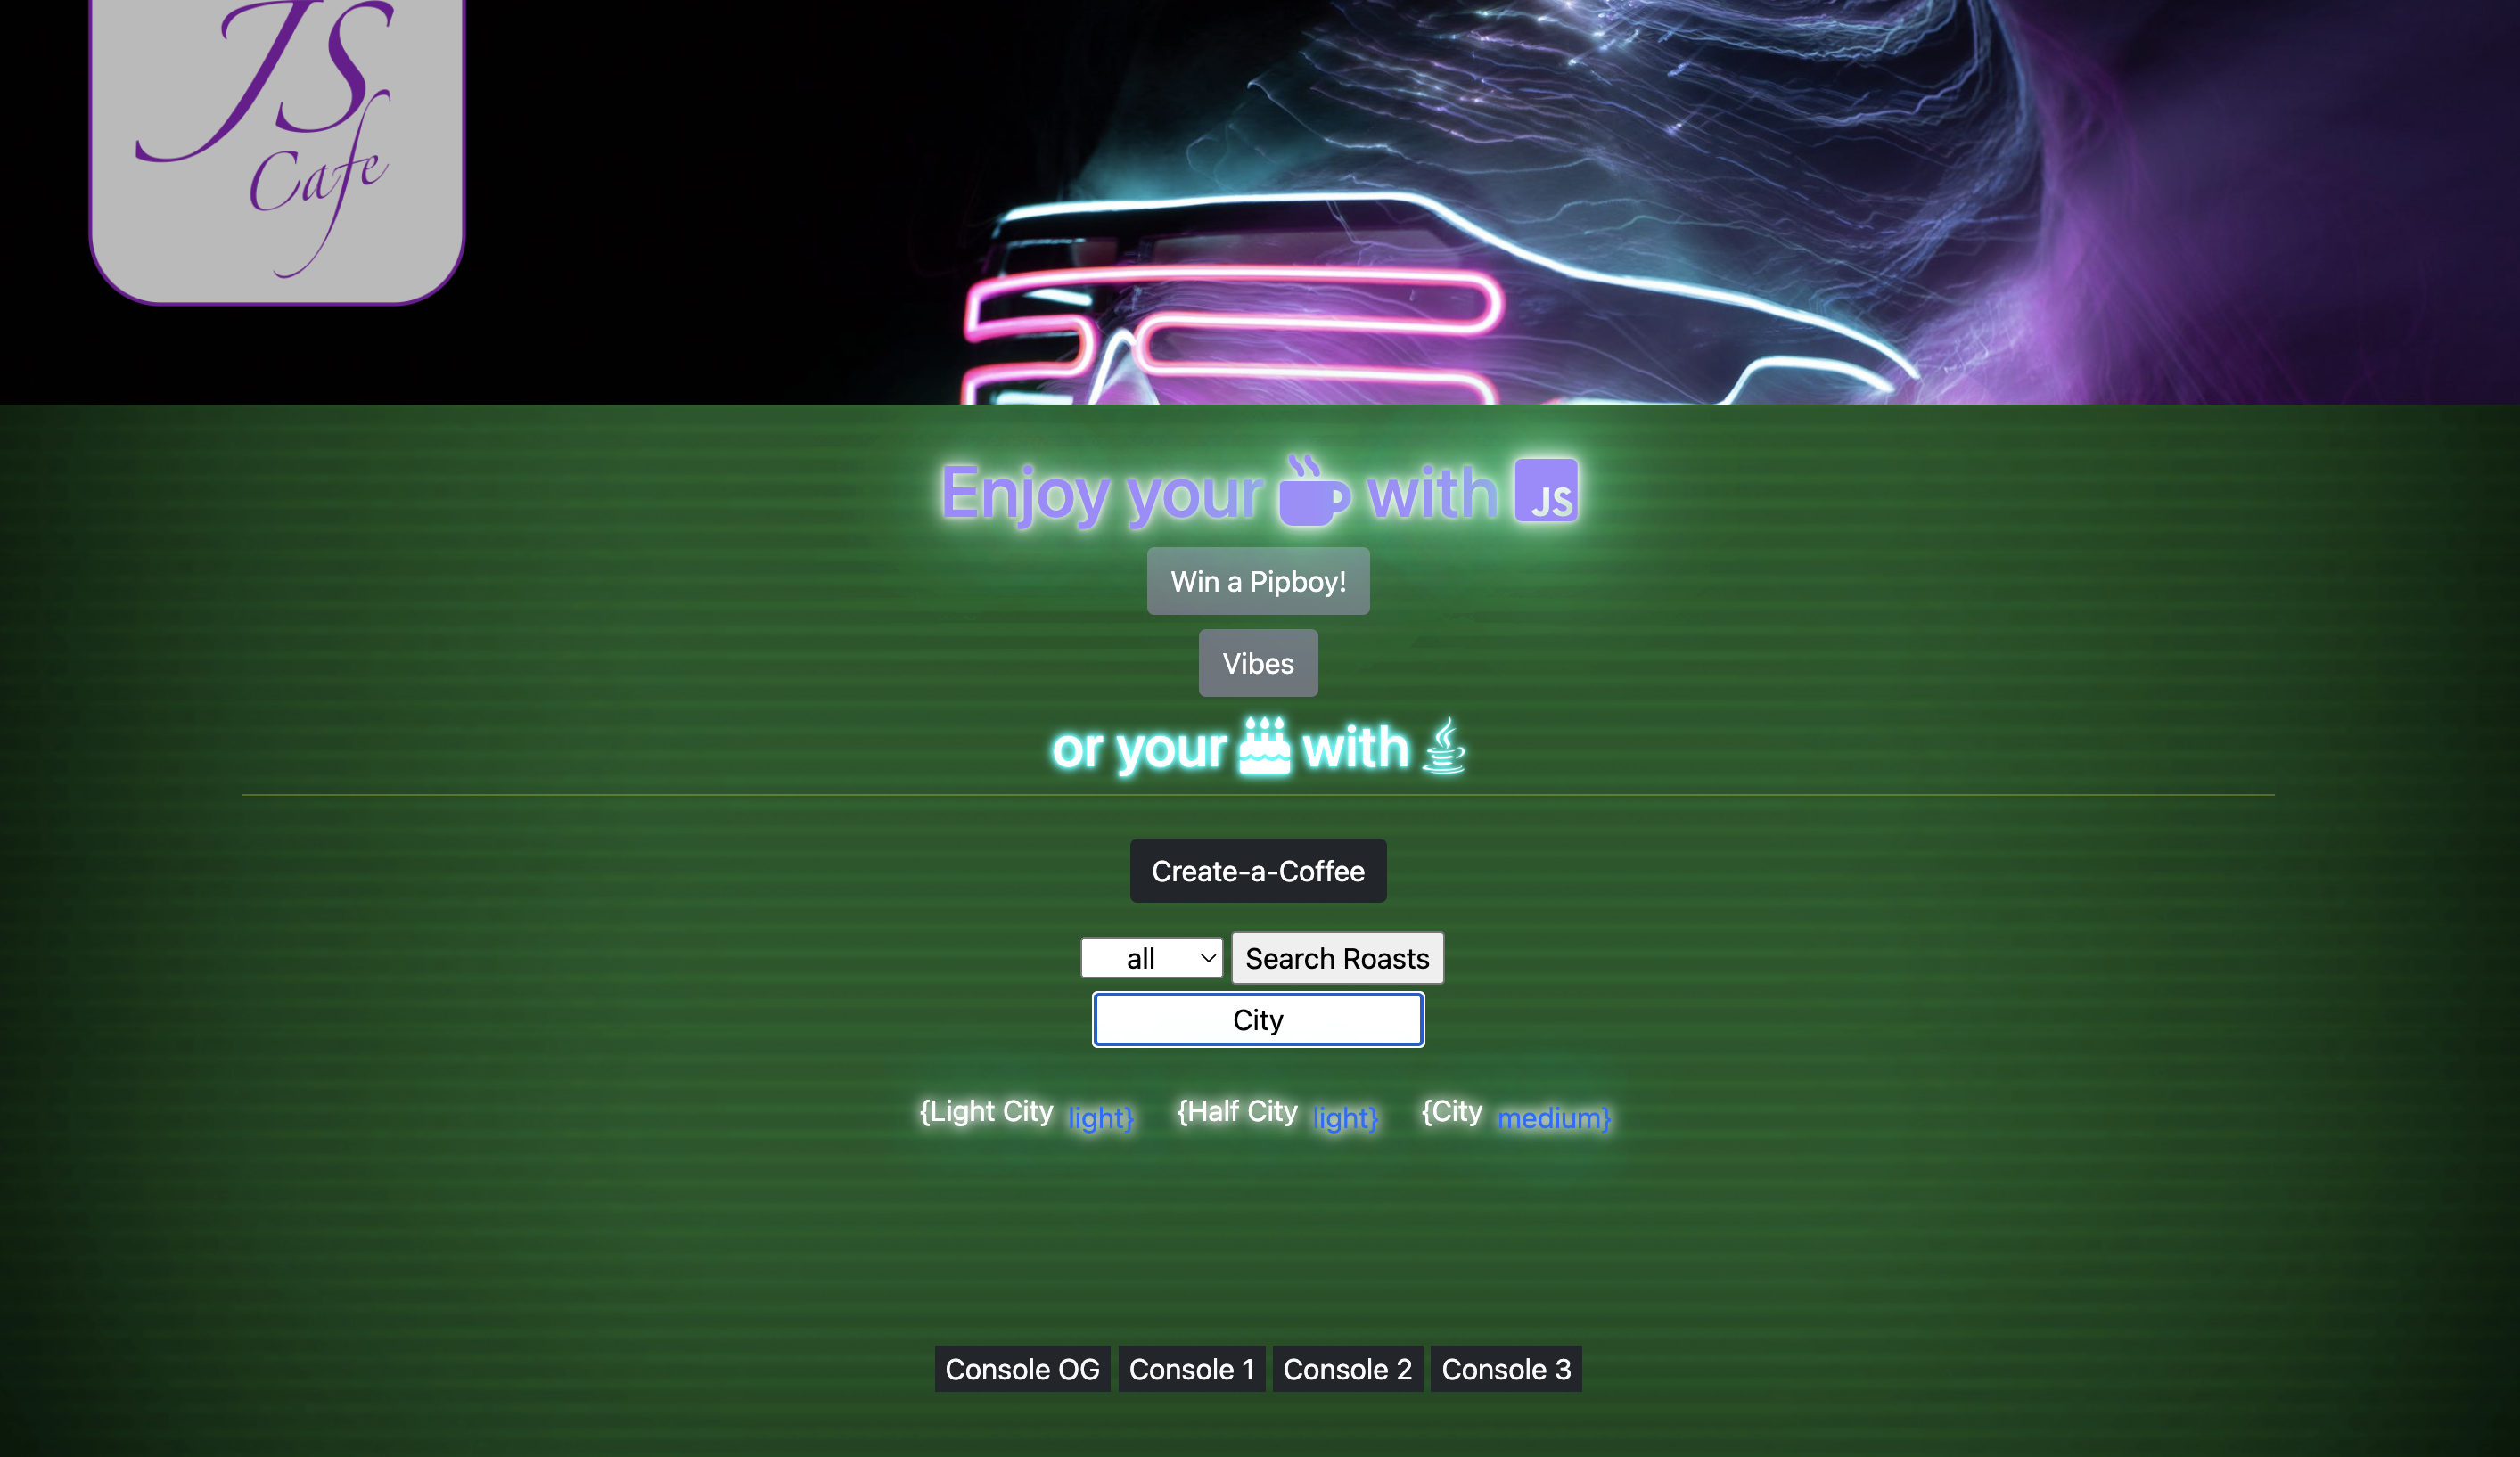 JS
Cafe
Enjoy your with JS
Win a Pipboy!
Vibes
or your with
Create-a-Coffee
all Search Roasts
City
{Light City light} {Half City light} {City medium}
Console OG Console 1 Console 2 Console 3